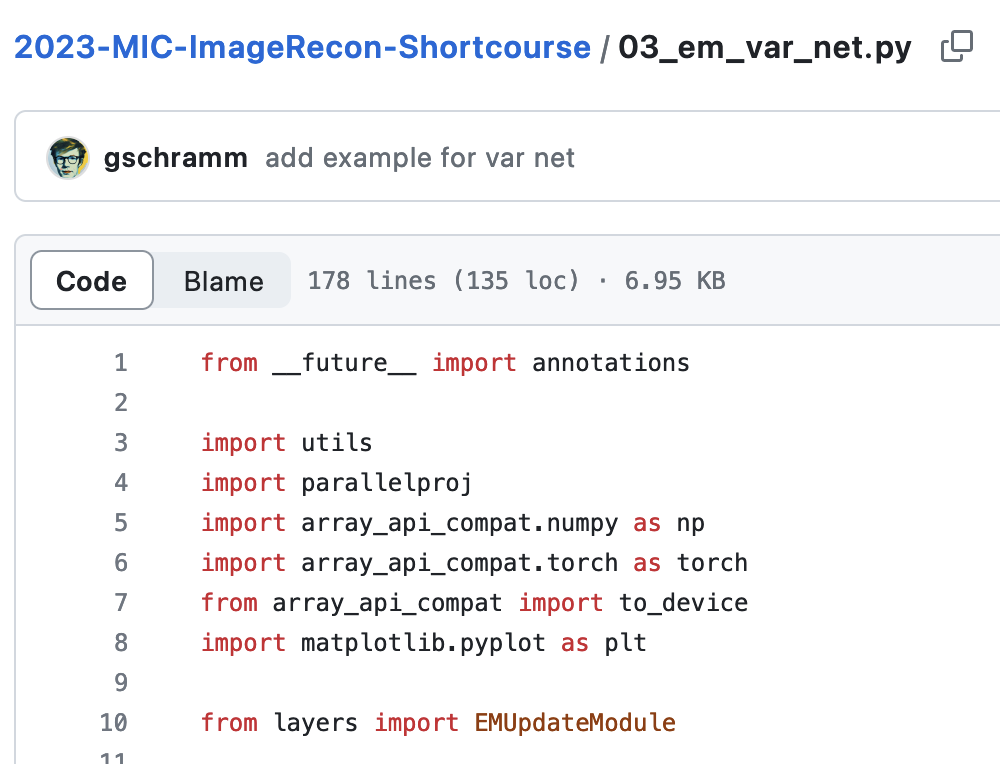 2023-MIC-ImageRecon-Shortcourse / 03_em_var_net.py
gschramm add example for var net
Code Blame 178 lines (135 loc) · 6.95 KB
1 from __future__ import annotations
2
3 import utils
4 import parallelproj
5 import array_api_compat.numpy as np
6 import array_api_compat.torch as torch
7 from array_api_compat import to_device
8 import matplotlib.pyplot as plt
9
10 from layers import EMUpdateModule
11